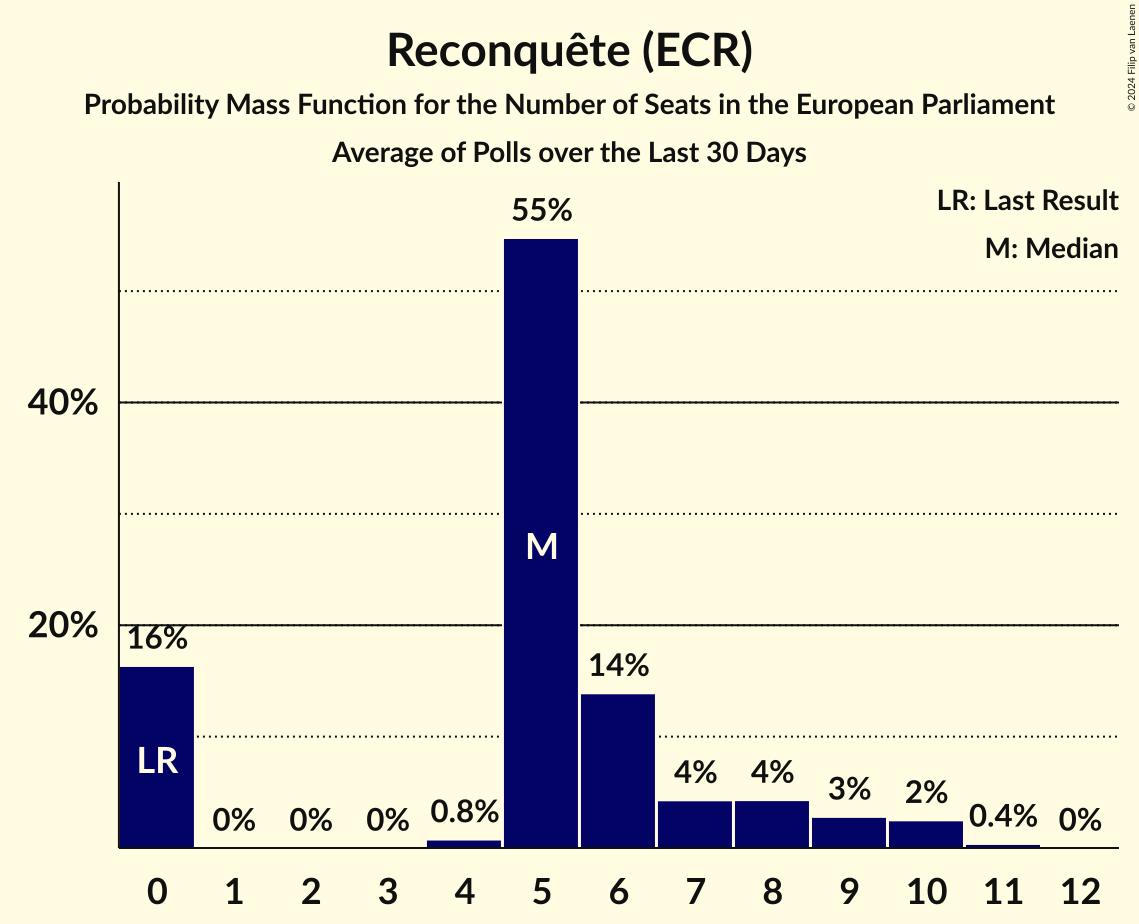 Reconquête (ECR)
Probability Mass Function for the Number of Seats in the European Parliament
Average of Polls over the Last 30 Days
© 2024 Filip van Laenen
LR: Last Result
M: Median
55%
40%
M
20%
16%
14%
LR
4%
4%
3%
2%
0%
0%
0%
0.8%
0.4%
0%
0 1 2 3 4 5 6 7 8 9 10 11 12